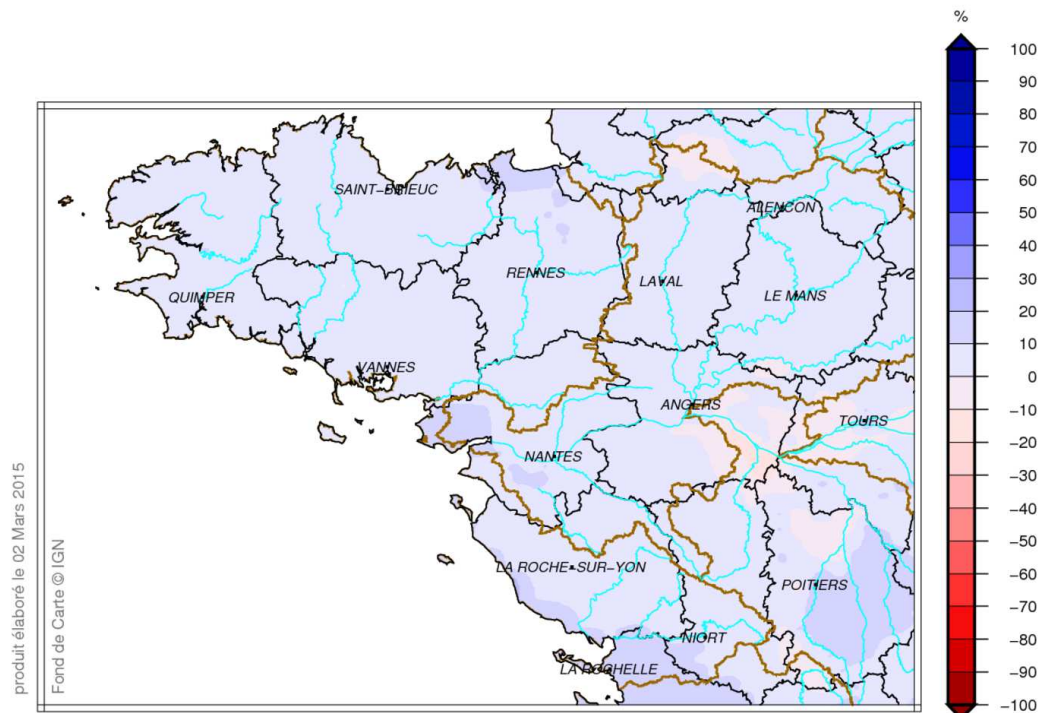 %
100
90
80
70
60
50
40
30
20
10
0
−10
−20
−30
−40
−50
−60
−70
−80
−90
−100
SAINT−BRIEUC
ALENCON
RENNES
LAVAL
QUIMPER
LE MANS
VANNES
ANGERS
TOURS
NANTES
LA ROCHE−SUR−YON
POITIERS
NIORT
LA ROCHELLE
produit élaboré le 02 Mars 2015
Fond de Carte © IGN